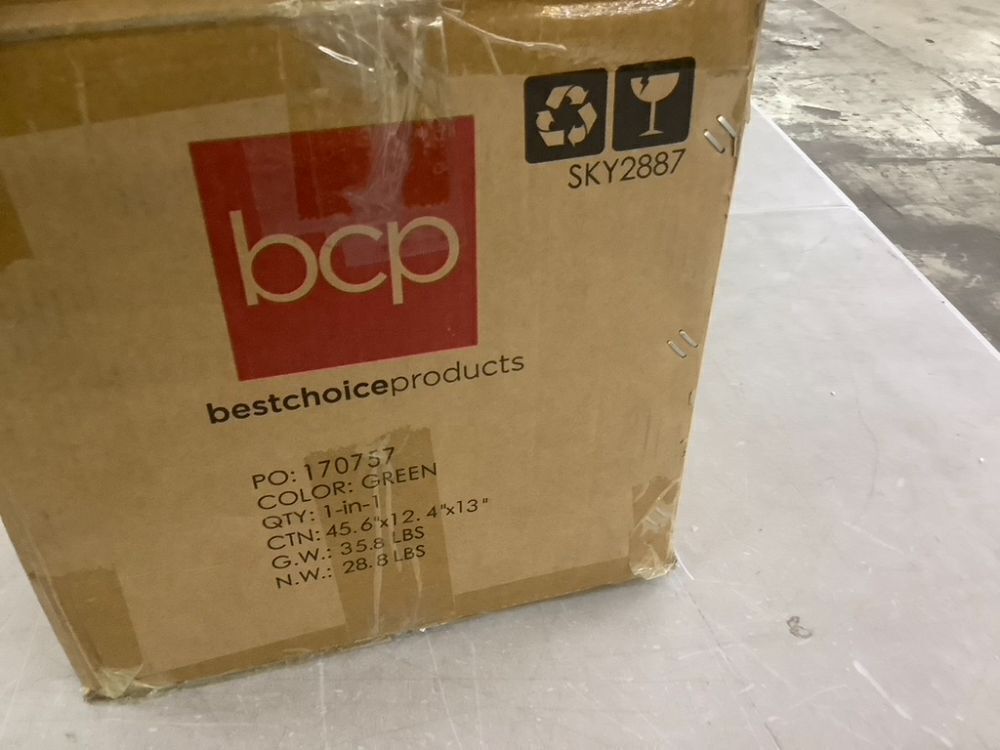 SKY2887
bcp
bestchoiceproducts
PO: 170757
COLOR: GREEN
QTY: 1-in-1
CTN: 45.6"x12.4"x13"
G.W.: 35.8 LBS
N.W.: 28.8 LBS